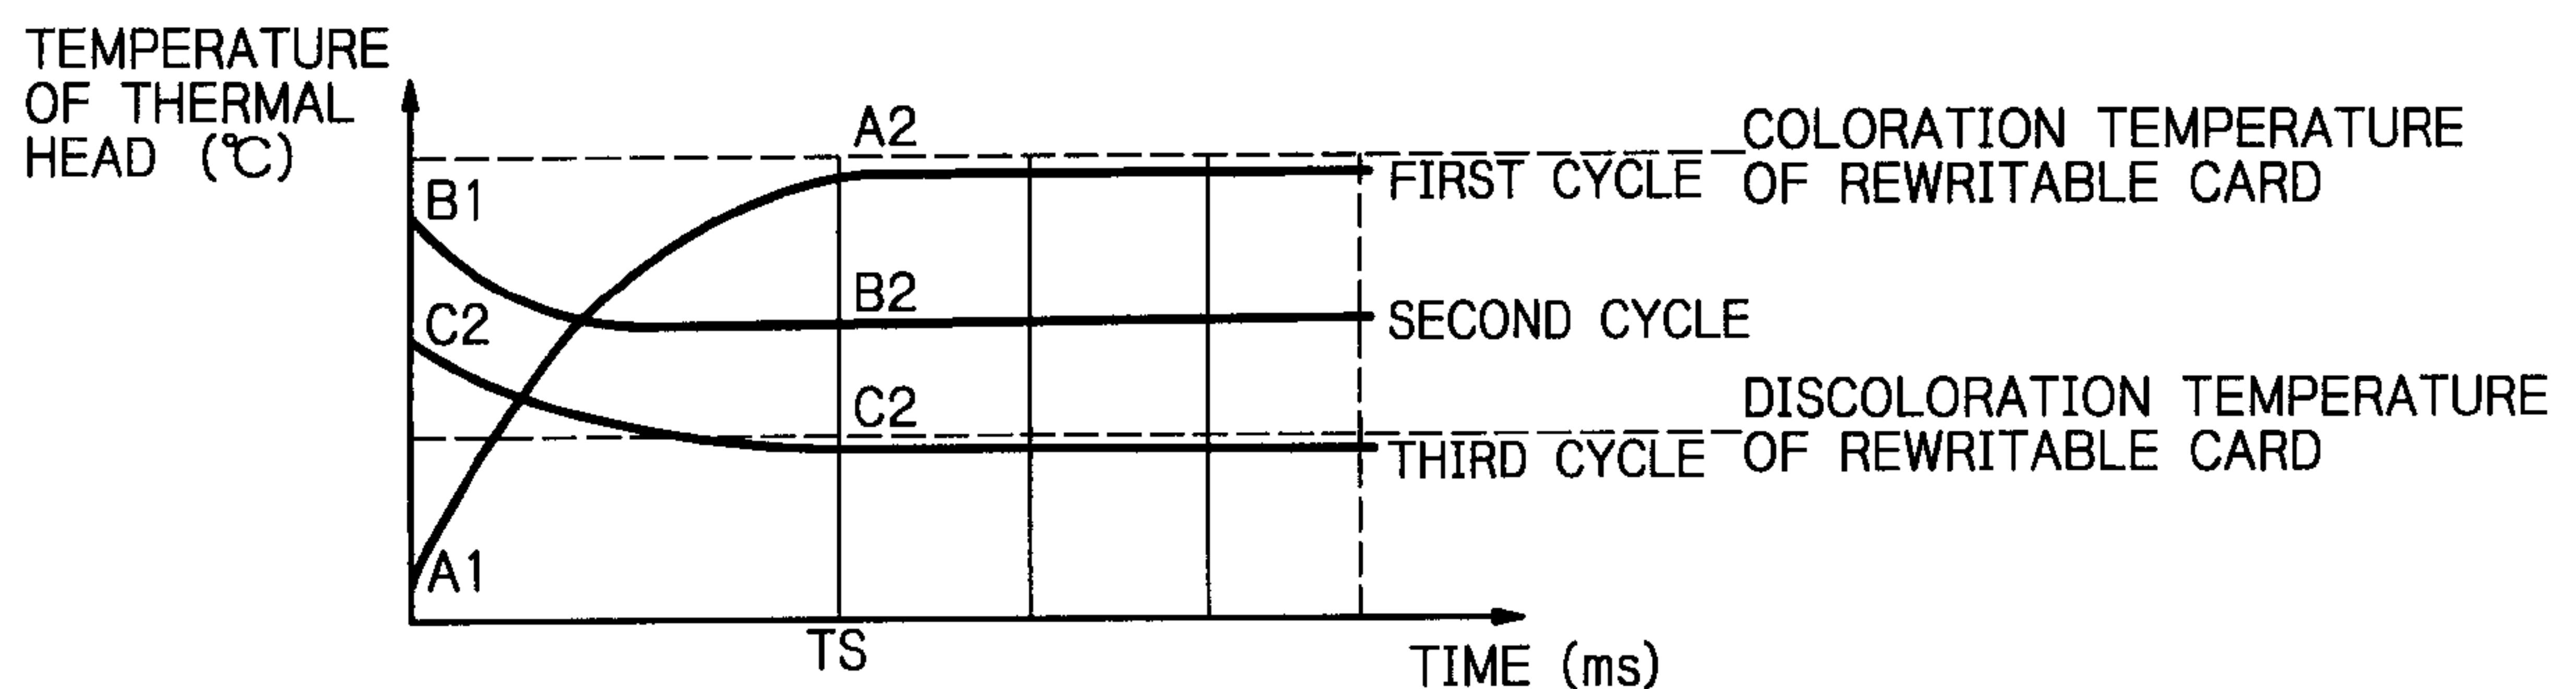 TEMPERATURE
OF THERMAL
HEAD (℃)
A2
COLORATION TEMPERATURE
OF REWRITABLE CARD
FIRST CYCLE
B1
B2
SECOND CYCLE
C2
C2
DISCOLORATION TEMPERATURE
OF REWRITABLE CARD
THIRD CYCLE
A1
TS
TIME (ms)